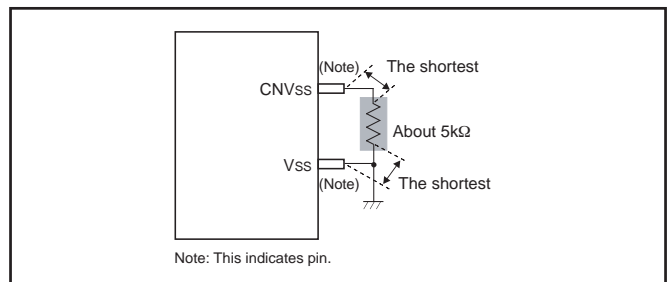 (Note)
The shortest
CNVss
About 5kΩ
Vss
(Note)
The shortest
Note: This indicates pin.